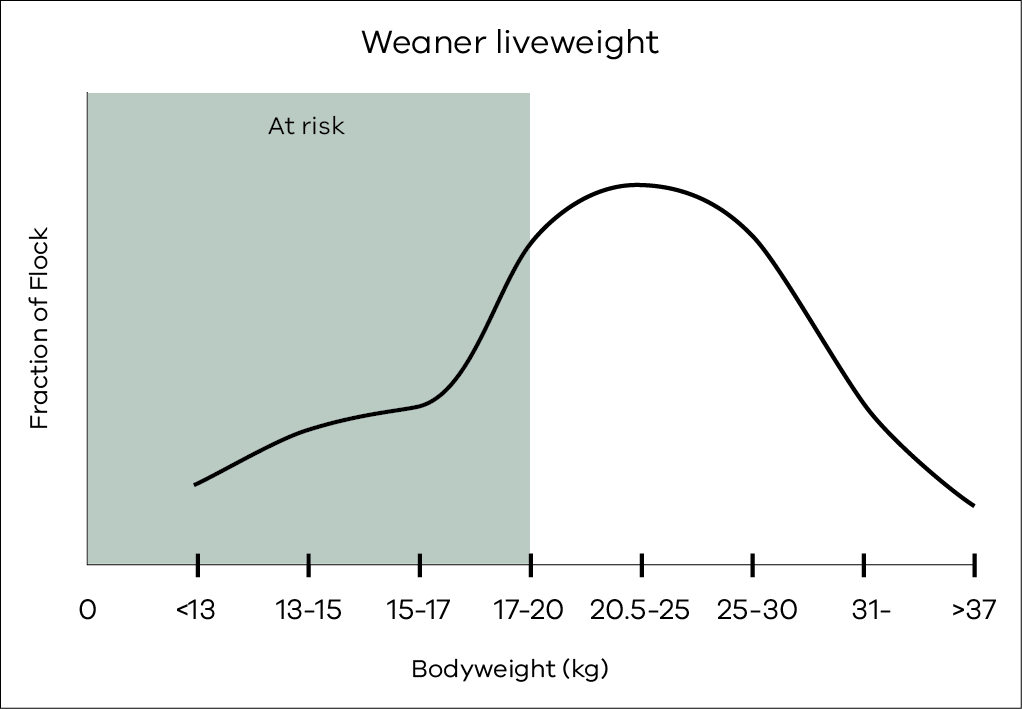 Weaner liveweight
At risk
Fraction of Flock
0 <13 13-15 15-17 17-20 20.5-25 25-30 31- >37
Bodyweight (kg)